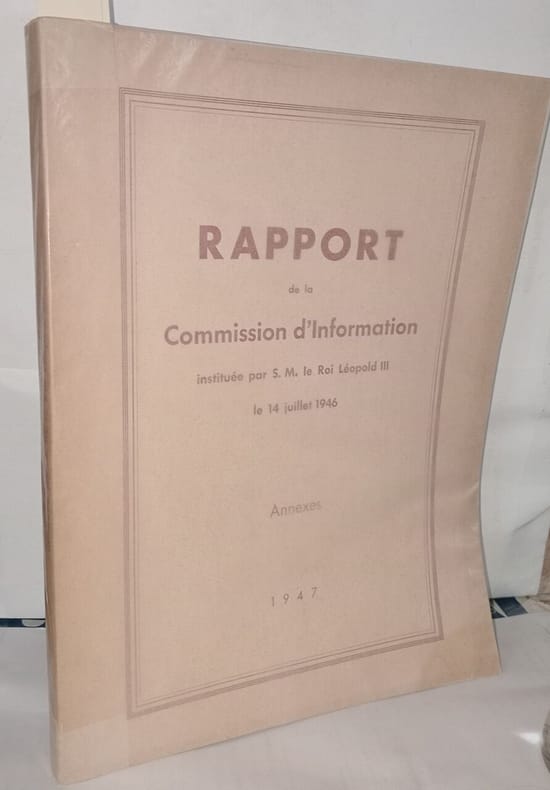 RAPPORT
de la
Commission d'Information
instituée par S. M. le Roi Léopold III
le 14 juillet 1946
Annexes
1947